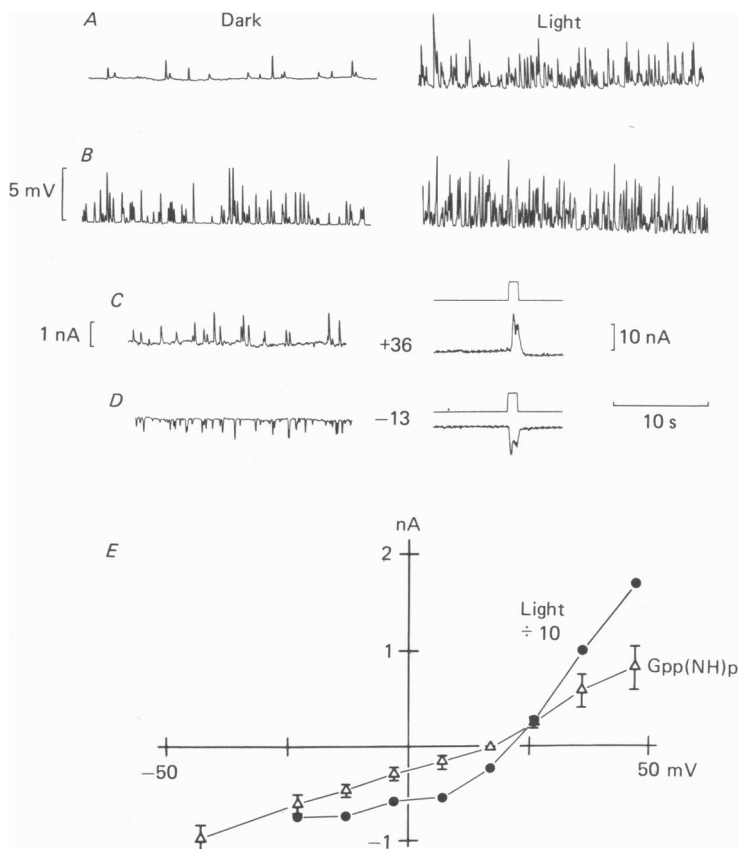 A Dark Light
B
5 mV
C
1 nA +36 10 nA
D
−13 10 s
E nA
2
Light
÷ 10
1
Gpp(NH)p
−50 50 mV
−1